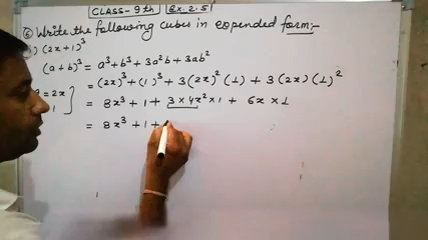 CLASS-9th Ex.2.5
⑥ Write the following cubes in expended form:-
) (2x+1)³
(a+b)³ = a³+b³+3a²b+3ab²
= (2x)³+(1)³+3(2x)²(1)+3(2x)(1)²
= 2x
1
= 8x³+1+3×4x²×1+6x×1
= 8x³+1+